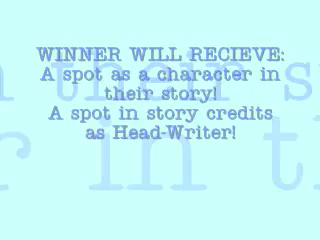 WINNER WILL RECIEVE:
A spot as a character in
their story!
A spot in story credits
as Head-Writer!